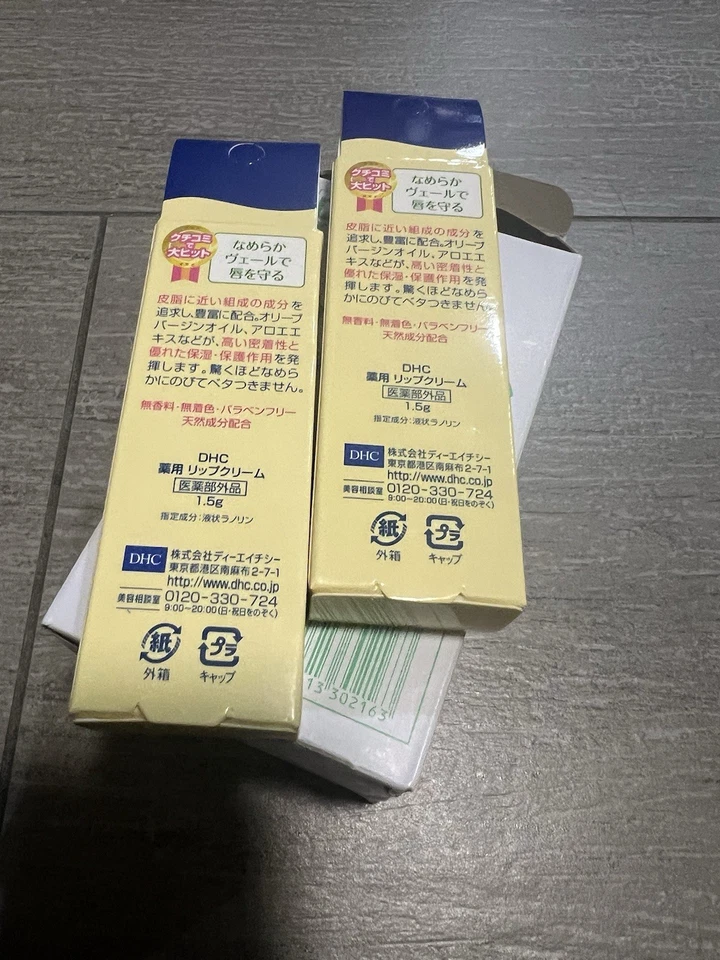 クチコミ
で
大ヒット
なめらか
ヴェールで
唇を守る
皮脂に近い組成の成分を
追求し、豊富に配合。オリーブ
バージンオイル、アロエエ
キスなどが、高い密着性と
優れた保湿・保護作用を発
揮します。驚くほどなめら
かにのびてベタつきません。
無香料・無着色・パラベンフリー
天然成分配合
DHC
薬用 リップクリーム
医薬部外品
1.5g
指定成分：液状ラノリン
DHC
株式会社ディーエイチシー
東京都港区南麻布2-7-1
http://www.dhc.co.jp
美容相談室 0120-330-724
9:00~20:00(日・祝日をのぞく)
紙
外箱
プラ
キャップ
クチコミ
で
大ヒット
なめらか
ヴェールで
唇を守る
皮脂に近い組成の成分を
追求し、豊富に配合。オリーブ
バージンオイル、アロエエ
キスなどが、高い密着性と
優れた保湿・保護作用を発
揮します。驚くほどなめら
かにのびてベタつきません。
無香料・無着色・パラベンフリー
天然成分配合
DHC
薬用 リップクリーム
医薬部外品
1.5g
指定成分：液状ラノリン
DHC
株式会社ディーエイチシー
東京都港区南麻布2-7-1
http://www.dhc.co.jp
美容相談室 0120-330-724
9:00~20:00(日・祝日をのぞく)
紙
外箱
プラ
キャップ
13 302163